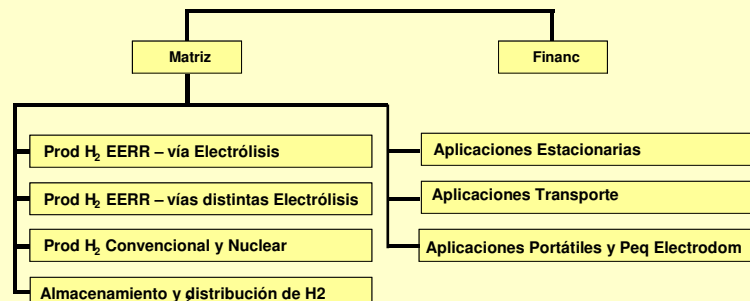 Matriz
Financ
Prod H2 EERR – vía Electrólisis
Prod H2 EERR – vías distintas Electrólisis
Prod H2 Convencional y Nuclear
Almacenamiento y distribución de H2
Aplicaciones Estacionarias
Aplicaciones Transporte
Aplicaciones Portátiles y Peq Electrodom